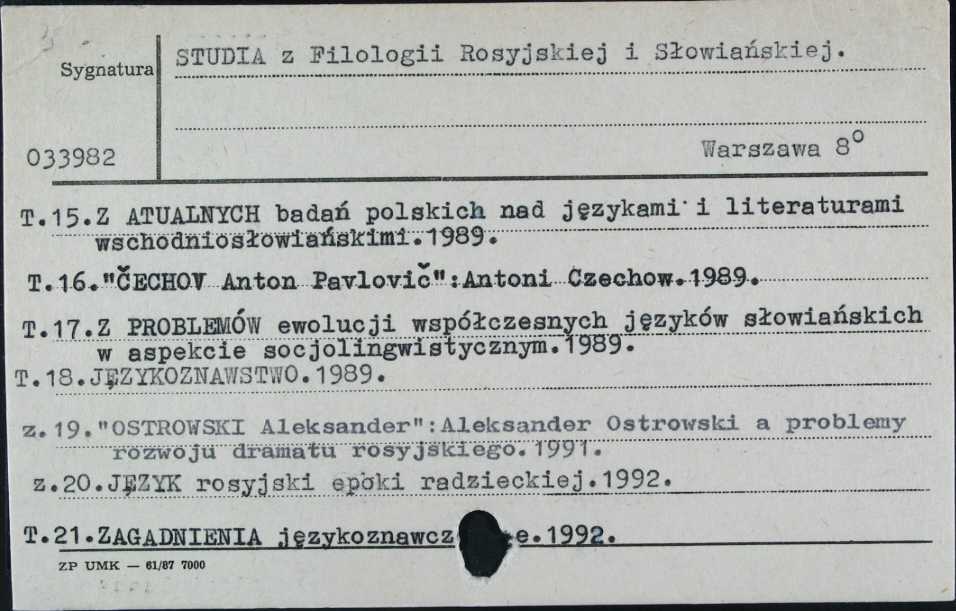 STUDIA z Filologii Rosyjskiej i Słowiańskiej.
Sygnatura
033982
Warszawa 8⁰
T.15.Z ATUALNYCH badań polskich nad językami i literaturami
wschodniosłowiańskimi.1989.
T.16."ČECHOV Anton Pavlovič":Antoni Czechow.1989.
T.17.Z PROBLEMÓW ewolucji współczesnych języków słowiańskich
w aspekcie socjolingwistycznym.1989.
T.18.JĘZYKOZNAWSTWO.1989.
z.19."OSTROWSKI Aleksander":Aleksander Ostrowski a problemy
rozwoju dramatu rosyjskiego.1991.
z.20.JĘZYK rosyjski epoki radzieckiej.1992.
T.21.ZAGADNIENIA językoznawcz e.1992.
ZP UMK — 61/87 7000